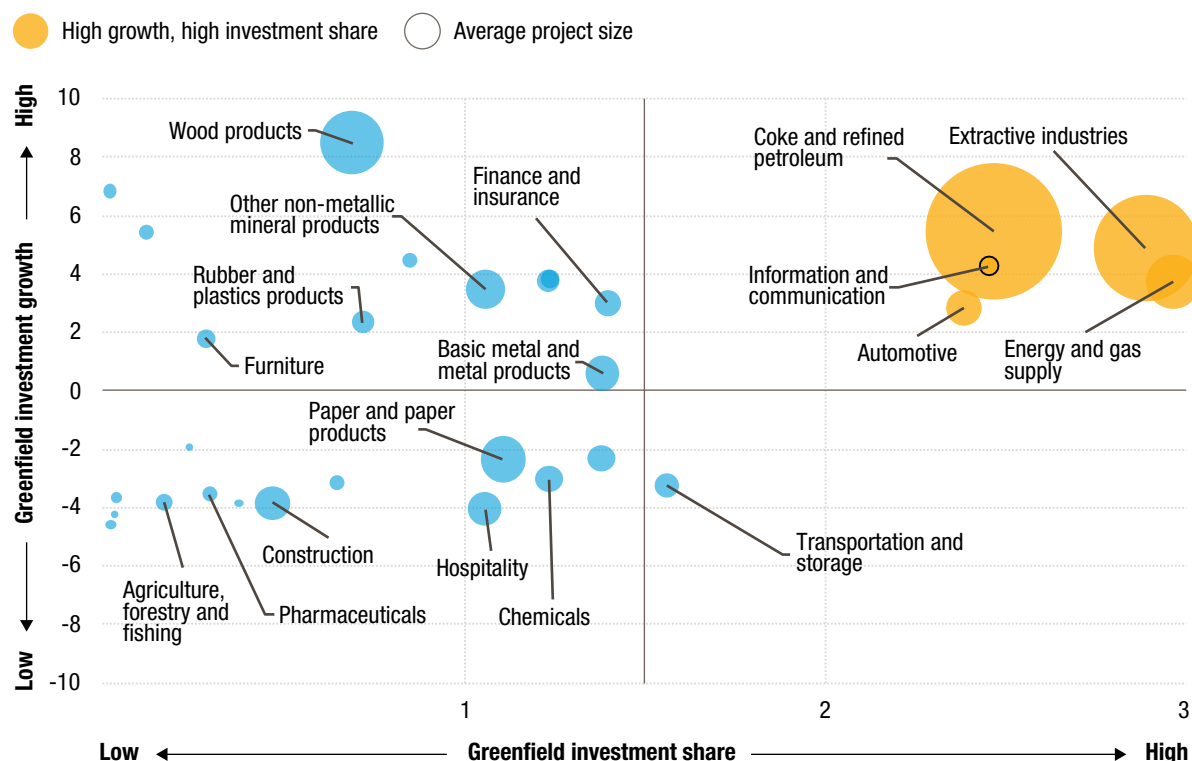 High growth, high investment share
Average project size
High
Greenfield investment growth
Low
10
8
6
4
2
0
-2
-4
-6
-8
-10
Wood products
Other non-metallic
mineral products
Rubber and
plastics products
Furniture
Finance and
insurance
Basic metal and
metal products
Coke and refined
petroleum
Extractive industries
Information and
communication
Automotive
Energy and gas
supply
Paper and paper
products
Construction
Agriculture,
forestry and
fishing
Pharmaceuticals
Hospitality
Chemicals
Transportation and
storage
1
2
3
Low
Greenfield investment share
High